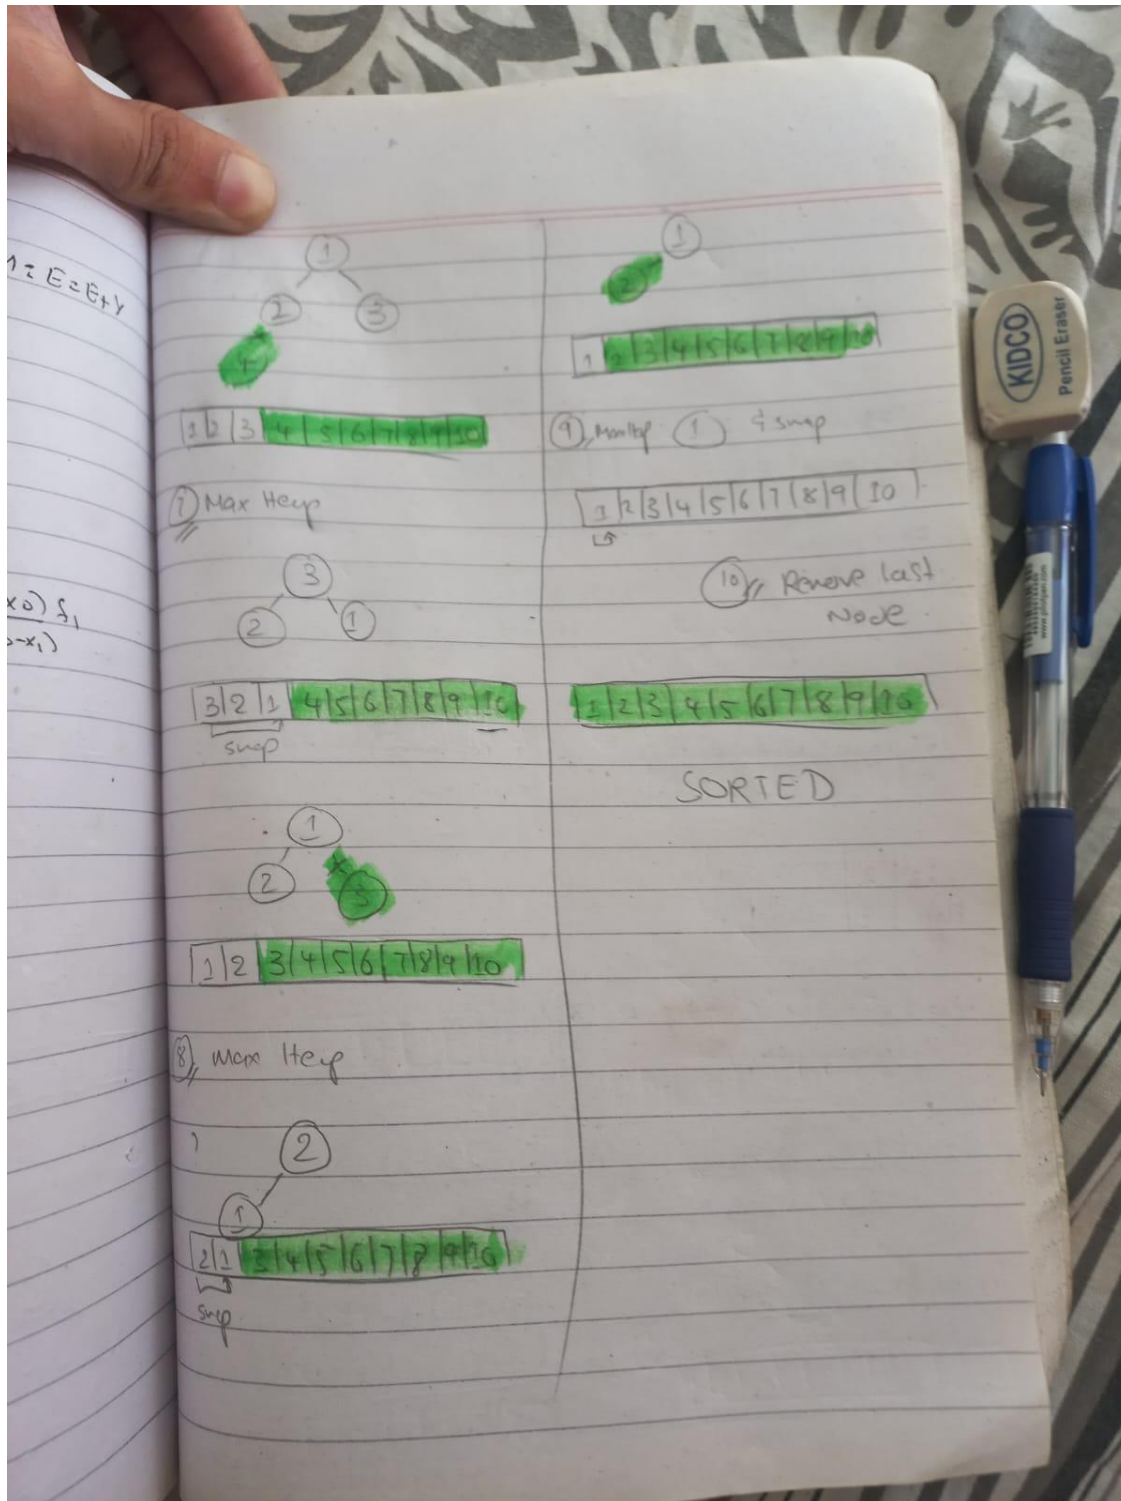 1
2 3
4
1 2 3 4 5 6 7 8 9 10
7 Max Heap
3
2 1
3 2 1 4 5 6 7 8 9 10
swap
1
2 3
1 2 3 4 5 6 7 8 9 10
8 Max Heap
2
1
2 1 3 4 5 6 7 8 9 10
swap
1
2
1 2 3 4 5 6 7 8 9 10
9 1 & swap
1 2 3 4 5 6 7 8 9 10
10 Remove last
Node
1 2 3 4 5 6 7 8 9 10
SORTED
KIDCO
Pencil Eraser